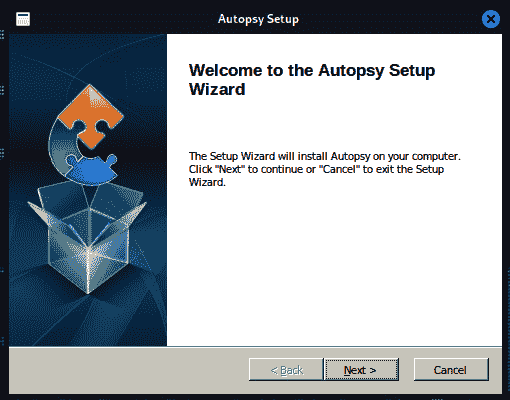 Autopsy Setup
Welcome to the Autopsy Setup
Wizard
The Setup Wizard will install Autopsy on your computer.
Click "Next" to continue or "Cancel" to exit the Setup
Wizard.
< Back
Next >
Cancel